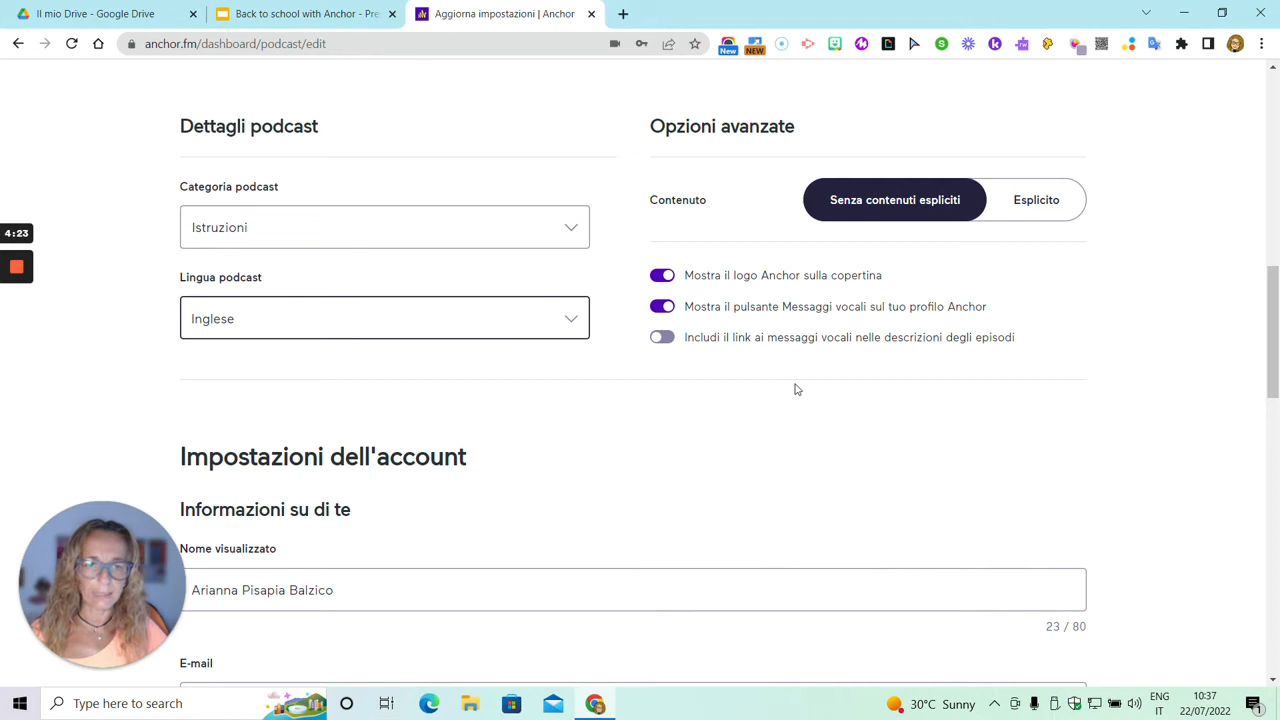 Il mio Drive - Google Drive
Back to school with Anchor - Pre
Aggiorna impostazioni | Anchor
anchor.fm/dashboard/podcast/edit
New
NEW
Dettagli podcast
Opzioni avanzate
Categoria podcast
Istruzioni
Contenuto
Senza contenuti espliciti
Esplicito
4:23
Lingua podcast
Inglese
Mostra il logo Anchor sulla copertina
Mostra il pulsante Messaggi vocali sul tuo profilo Anchor
Includi il link ai messaggi vocali nelle descrizioni degli episodi
Impostazioni dell'account
Informazioni su di te
Nome visualizzato
Arianna Pisapia Balzico
23 / 80
E-mail
Type here to search
30°C Sunny
ENG
IT
10:37
22/07/2022
1